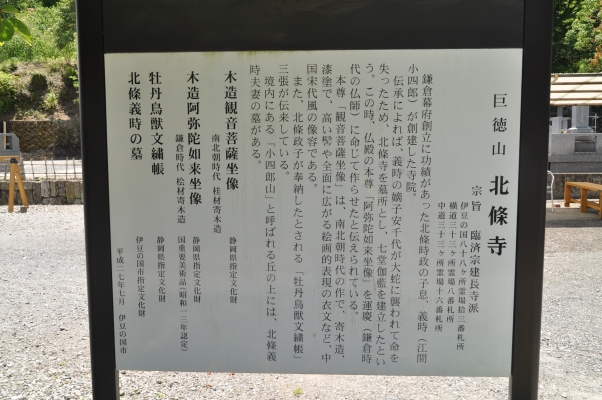 巨徳山 北條寺
宗旨 臨済宗建長寺派
伊豆の国八十八ヶ所霊場拾三番札所
横道三十三ヶ所霊場八番札所
中道三十三ヶ所霊場十六番札所
鎌倉幕府創立に功績があった北條時政の子息、義時（江間
小四郎）が創建した寺院。
伝承によれば、義時の嫡子安千代が大蛇に襲われて命を
失ったため、北條寺を墓所とし、七堂伽藍を建立したとい
う。この時、仏殿の本尊「阿弥陀如来坐像」を運慶（鎌倉時
代の仏師）に命じて作らせたと伝えられている。
本尊「観音菩薩坐像」は、南北朝時代の作で、寄木造、
漆塗で、高い髻や全面に広がる絵画的表現の衣文など、中
国宋代風の像容である。
また、北條政子が奉納したとされる「牡丹鳥獣文繍帳」
三張が伝来している。
境内にある「小四郎山」と呼ばれる丘の上には、北條義
時夫妻の墓がある。
木造観音菩薩坐像 静岡県指定文化財
南北朝時代 桂材寄木造
木造阿弥陀如来坐像 静岡県指定文化財
鎌倉時代 桧材寄木造 国重要美術品（昭和一二年認定）
牡丹鳥獣文繍帳 静岡県指定文化財
北條義時の墓 伊豆の国市指定文化財
平成二七年七月 伊豆の国市